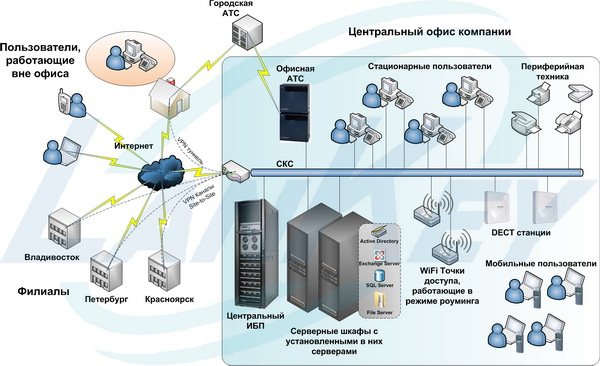 Городская
АТС
Центральный офис компании
Пользователи,
работающие
вне офиса
Офисная
АТС
Стационарные пользователи
Периферийная
техника
Интернет
VPN туннель
СКС
VPN Каналы
Site-to-Site
Active Directory
Exchange Server
SQL Server
File Server
DECT станции
WiFi Точки
доступа,
работающие в
режиме роуминга
Мобильные пользователи
Владивосток
Филиалы
Петербург
Красноярск
Центральный
ИБП
Серверные шкафы с
установленными в них
серверами